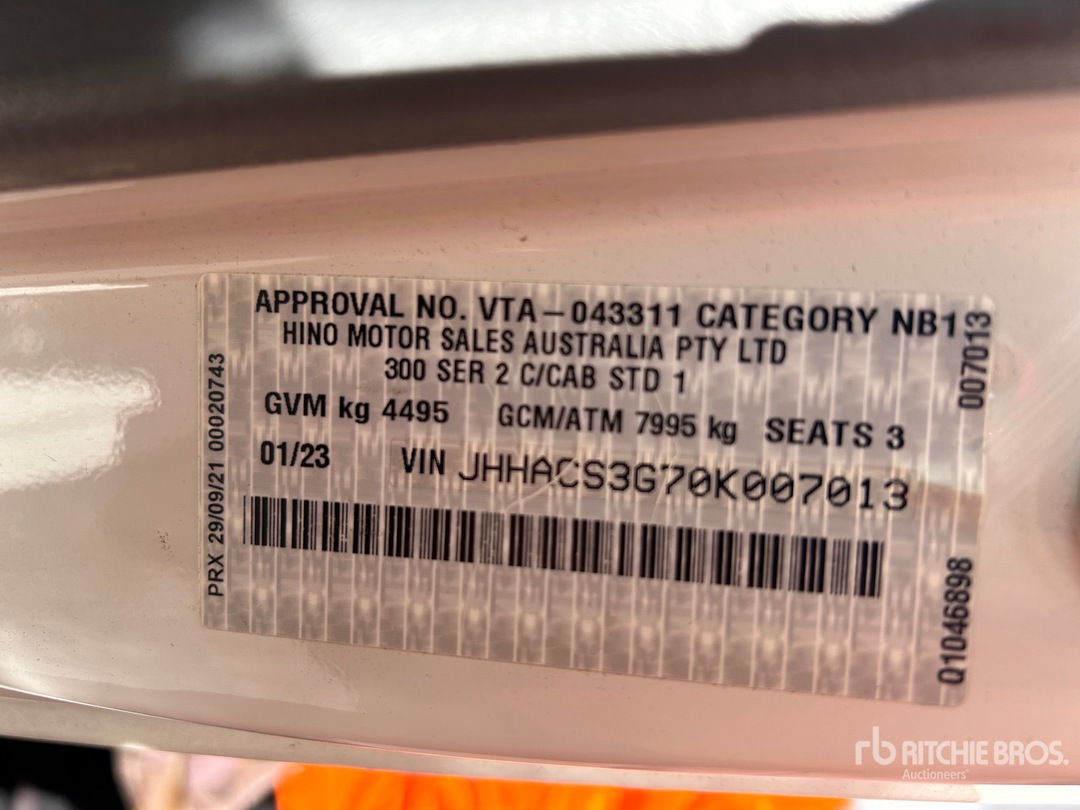 APPROVAL NO. VTA-043311 CATEGORY NB1
HINO MOTOR SALES AUSTRALIA PTY LTD
300 SER 2 C/CAB STD 1
GVM kg 4495 GCM/ATM 7995 kg SEATS 3
01/23 VIN JHHACS3G70K007013
PRX 29/09/21 00020743
007013
Q1046898
rb RITCHIE BROS.
Auctioneers